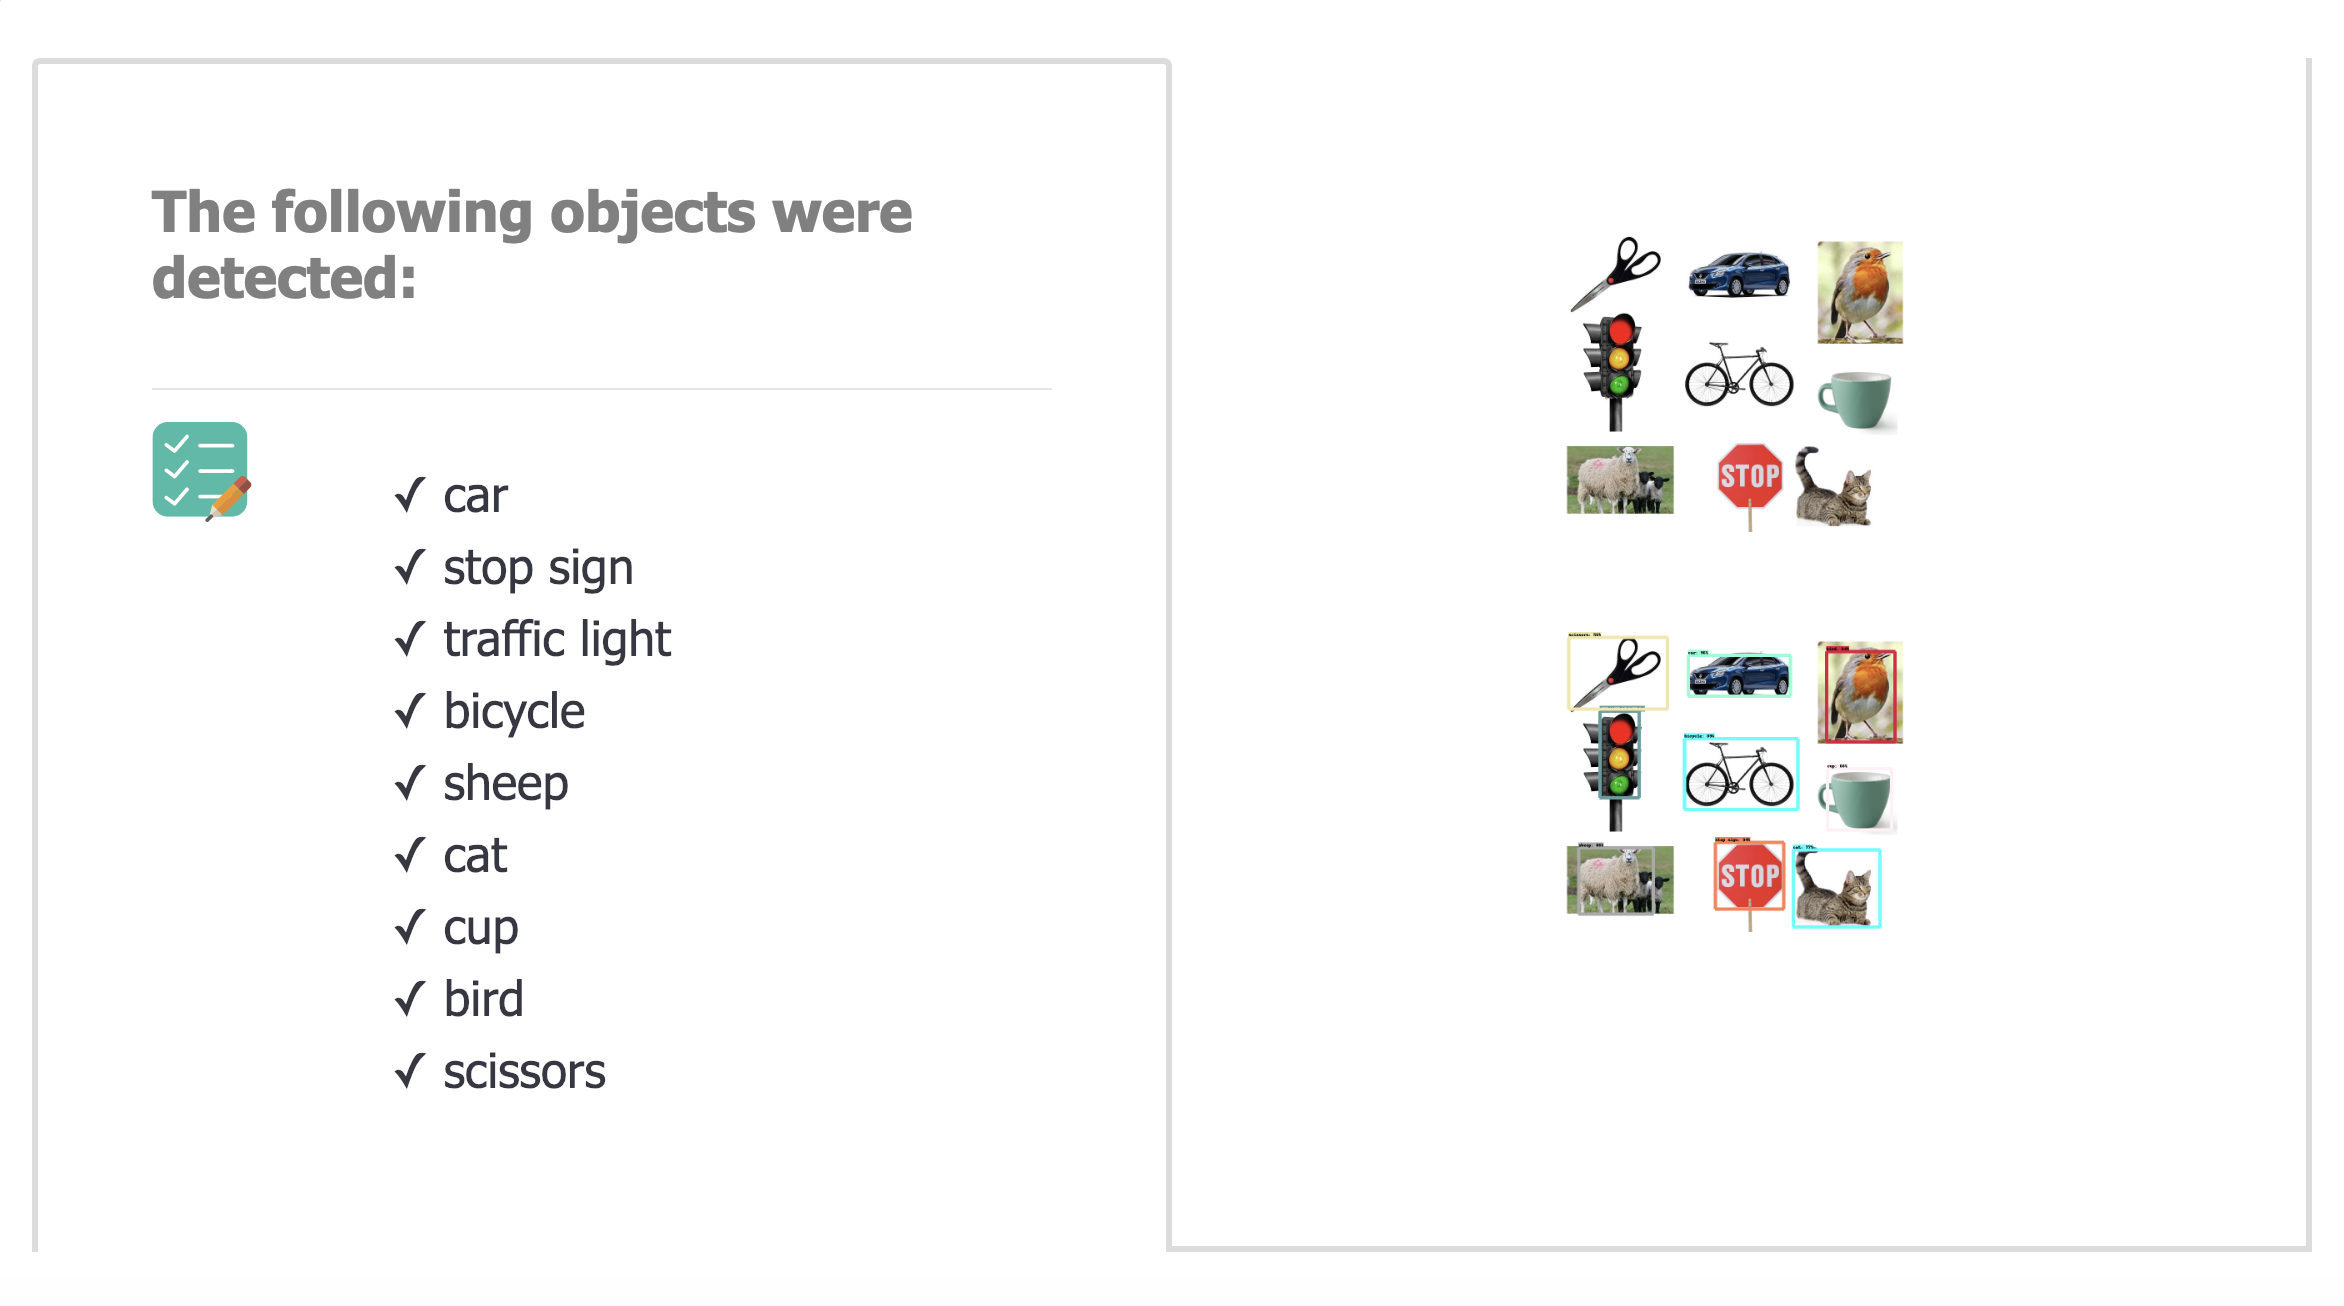 The following objects were
detected:
✓ car
✓ stop sign
✓ traffic light
✓ bicycle
✓ sheep
✓ cat
✓ cup
✓ bird
✓ scissors
STOP
STOP